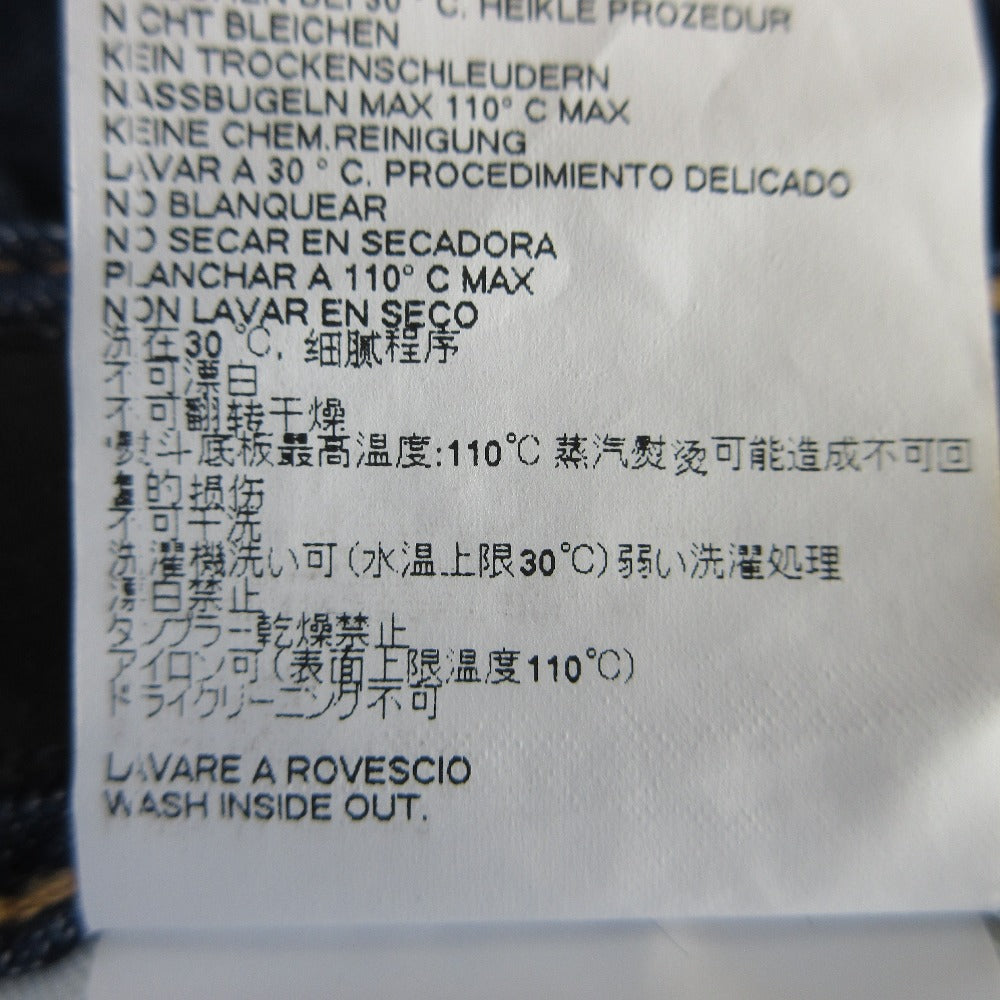 BEI 30 ° C. HEIKLE PROZEDUR
NICHT BLEICHEN
KEIN TROCKENSCHLEUDERN
NASSBUGELN MAX 110° C MAX
KEINE CHEM.REINIGUNG
LAVAR A 30 ° C. PROCEDIMIENTO DELICADO
NO BLANQUEAR
NO SECAR EN SECADORA
PLANCHAR A 110° C MAX
NON LAVAR EN SECO
洗在30 ℃, 细腻程序
不可漂白
不可翻转干燥
熨斗底板最高温度:110℃ 蒸汽熨烫可能造成不可回
的损伤
不可干洗
洗濯機洗い可(水温上限30℃)弱い洗濯処理
漂白禁止
タンブラー乾燥禁止
アイロン可(表面上限温度110℃)
ドライクリーニング不可
LAVARE A ROVESCIO
WASH INSIDE OUT.